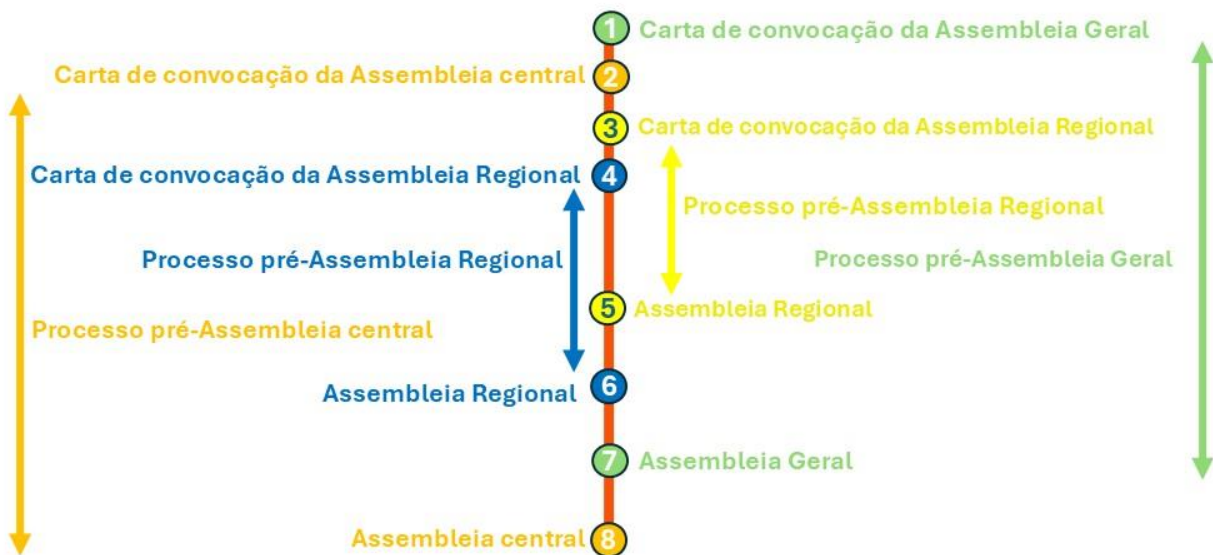 1 Carta de convocação da Assembleia Geral
Carta de convocação da Assembleia central 2
3 Carta de convocação da Assembleia Regional
Carta de convocação da Assembleia Regional 4
Processo pré-Assembleia Regional
Processo pré-Assembleia Regional
Processo pré-Assembleia Geral
5 Assembleia Regional
Processo pré-Assembleia central
Assembleia Regional 6
7 Assembleia Geral
Assembleia central 8